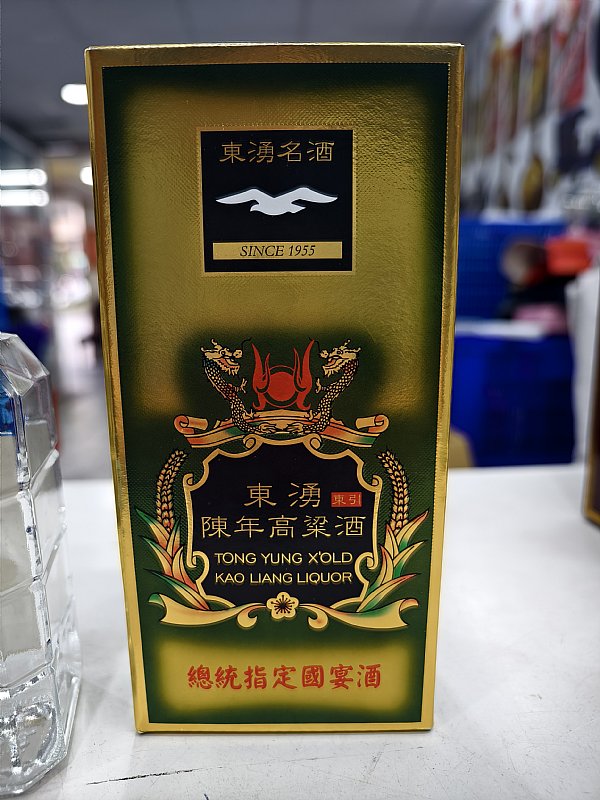 東湧名酒
SINCE 1955
東湧 東引
陳年高粱酒
TONG YUNG X'OLD
KAO LIANG LIQUOR
總統指定國宴酒